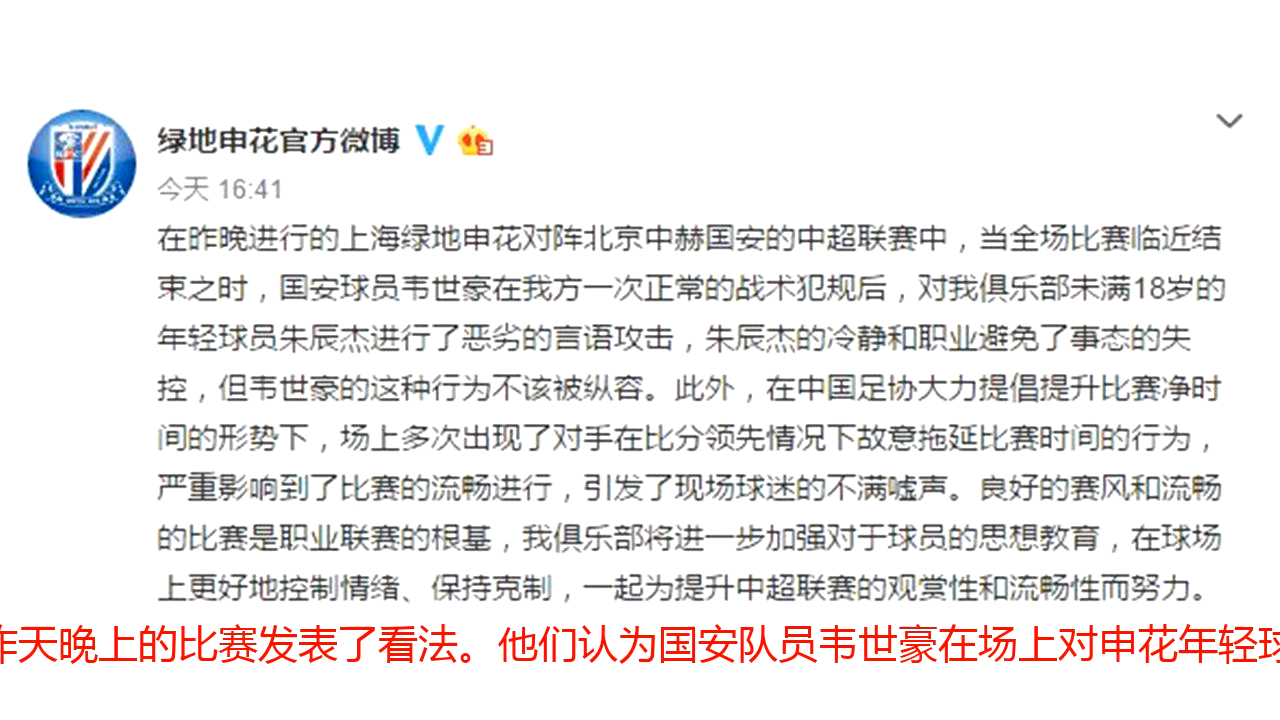 绿地申花官方微博
今天 16:41
在昨晚进行的上海绿地申花对阵北京中赫国安的中超联赛中，当全场比赛临近结
束之时，国安球员韦世豪在我方一次正常的战术犯规后，对我俱乐部未满18岁的
年轻球员朱辰杰进行了恶劣的言语攻击，朱辰杰的冷静和职业避免了事态的失
控，但韦世豪的这种行为不该被纵容。此外，在中国足协大力提倡提升比赛净时
间的形势下，场上多次出现了对手在比分领先情况下故意拖延比赛时间的行为，
严重影响到了比赛的流畅进行，引发了现场球迷的不满嘘声。良好的赛风和流畅
的比赛是职业联赛的根基，我俱乐部将进一步加强对于球员的思想教育，在球场
上更好地控制情绪、保持克制，一起为提升中超联赛的观赏性和流畅性而努力。
昨天晚上的比赛发表了看法。他们认为国安队员韦世豪在场上对申花年轻球